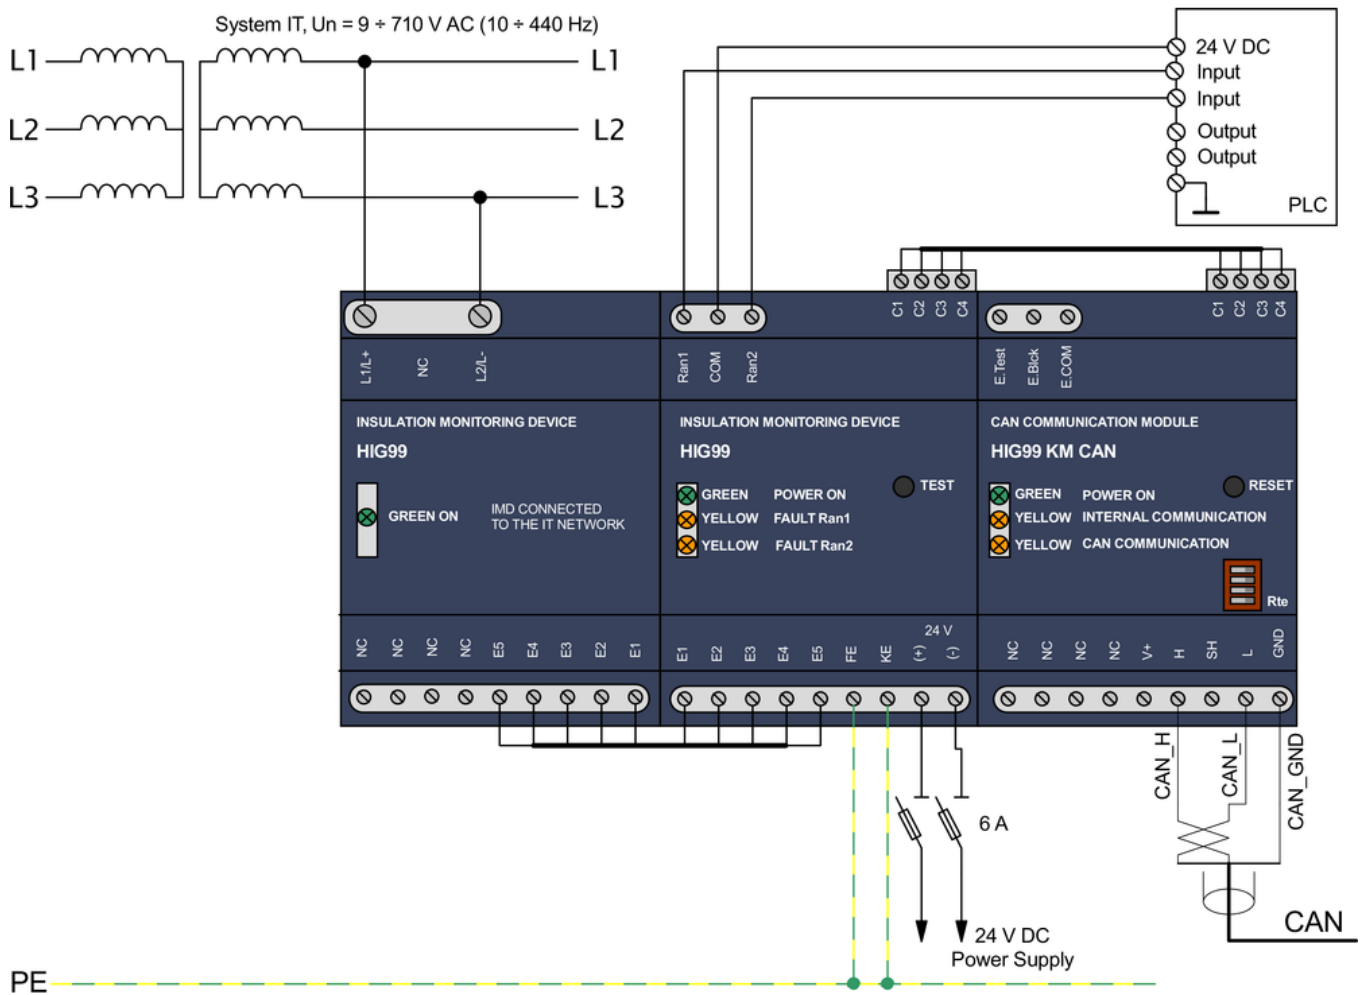 System IT, Un = 9 ÷ 710 V AC (10 ÷ 440 Hz)
L1
L1
L2
L2
L3
L3
24 V DC
Input
Input
Output
Output
PLC
C1 C2 C3 C4
C1 C2 C3 C4
L1/L+ NC L2/L-
Ran1 COM Ran2
E.Test E.Blck E.COM
INSULATION MONITORING DEVICE
HIG99
GREEN ON
IMD CONNECTED
TO THE IT NETWORK
INSULATION MONITORING DEVICE
HIG99
TEST
GREEN POWER ON
YELLOW FAULT Ran1
YELLOW FAULT Ran2
CAN COMMUNICATION MODULE
HIG99 KM CAN
RESET
GREEN POWER ON
YELLOW INTERNAL COMMUNICATION
YELLOW CAN COMMUNICATION
Rte
NC NC NC NC E5 E4 E3 E2 E1
24 V
E1 E2 E3 E4 E5 FE KE (+) (-)
NC NC NC NC V+ H SH L GND
CAN_H
CAN_L
CAN_GND
6 A
24 V DC
Power Supply
CAN
PE